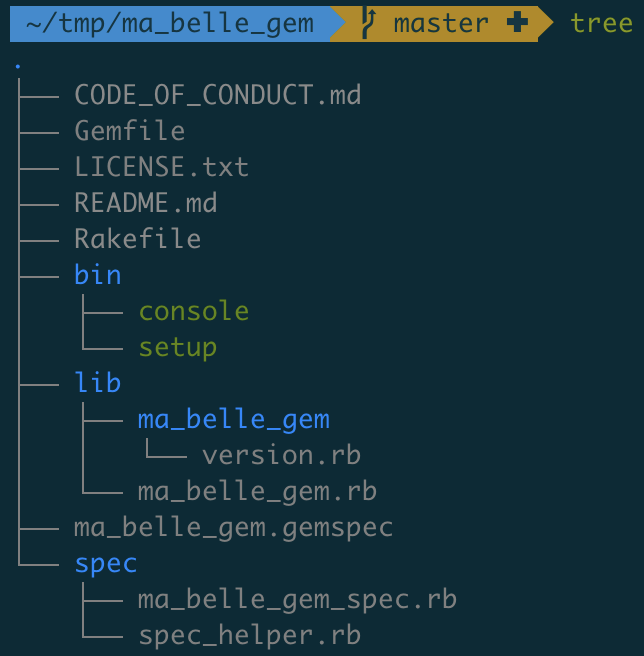 ~/tmp/ma_belle_gem master ✚ tree
.
├── CODE_OF_CONDUCT.md
├── Gemfile
├── LICENSE.txt
├── README.md
├── Rakefile
├── bin
│   ├── console
│   └── setup
├── lib
│   ├── ma_belle_gem
│   │   └── version.rb
│   └── ma_belle_gem.rb
├── ma_belle_gem.gemspec
└── spec
    ├── ma_belle_gem_spec.rb
    └── spec_helper.rb